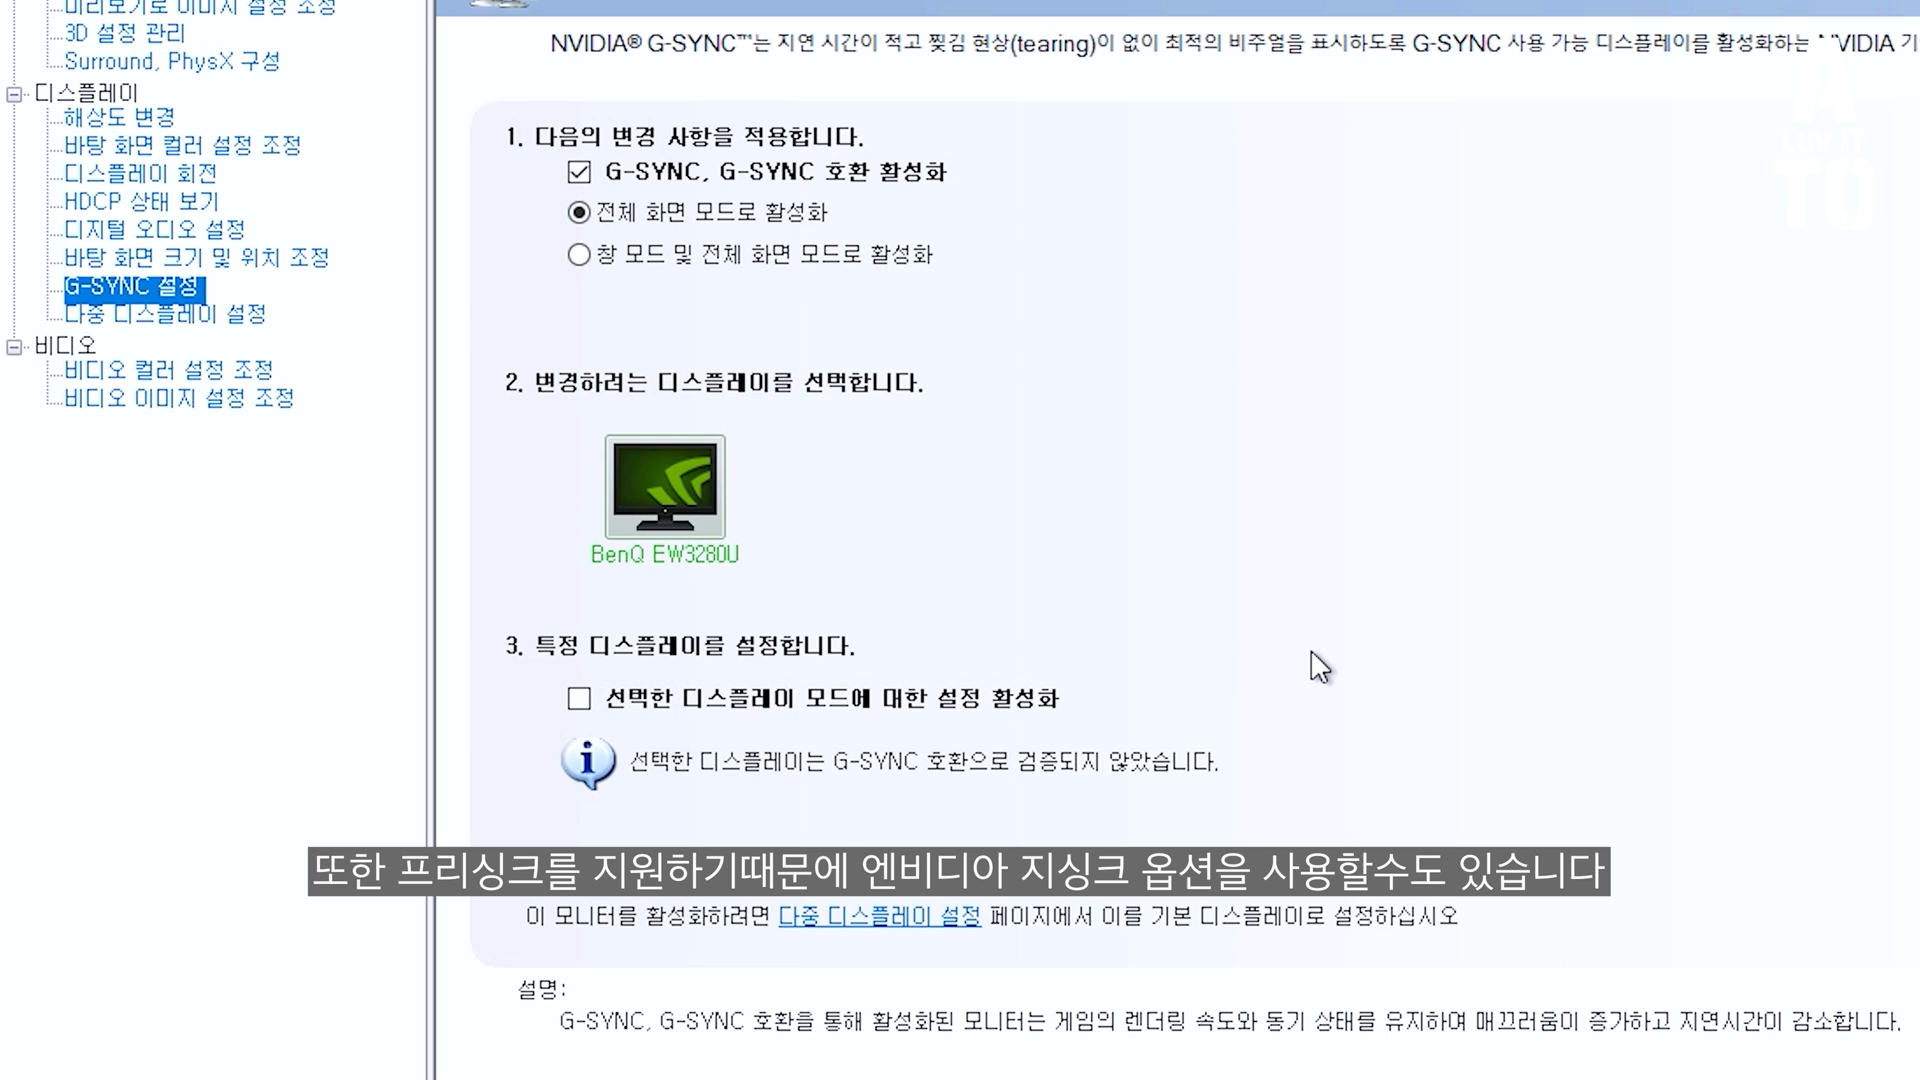 미리보기로 이미지 설정 조정
3D 설정 관리
Surround, PhysX 구성
디스플레이
해상도 변경
바탕 화면 컬러 설정 조정
디스플레이 회전
HDCP 상태 보기
디지털 오디오 설정
바탕 화면 크기 및 위치 조정
G-SYNC 설정
다중 디스플레이 설정
비디오
비디오 컬러 설정 조정
비디오 이미지 설정 조정
NVIDIA® G-SYNC™는 지연 시간이 적고 찢김 현상(tearing)이 없이 최적의 비주얼을 표시하도록 G-SYNC 사용 가능 디스플레이를 활성화하는 NVIDIA 기
A
Luv IT
TO
1. 다음의 변경 사항을 적용합니다.
G-SYNC, G-SYNC 호환 활성화
전체 화면 모드로 활성화
창 모드 및 전체 화면 모드로 활성화
2. 변경하려는 디스플레이를 선택합니다.
BenQ EW3280U
3. 특정 디스플레이를 설정합니다.
선택한 디스플레이 모드에 대한 설정 활성화
선택한 디스플레이는 G-SYNC 호환으로 검증되지 않았습니다.
또한 프리싱크를 지원하기때문에 엔비디아 지싱크 옵션을 사용할수도 있습니다
이 모니터를 활성화하려면 다중 디스플레이 설정 페이지에서 이를 기본 디스플레이로 설정하십시오
설명:
G-SYNC, G-SYNC 호환을 통해 활성화된 모니터는 게임의 렌더링 속도와 동기 상태를 유지하여 매끄러움이 증가하고 지연시간이 감소합니다.